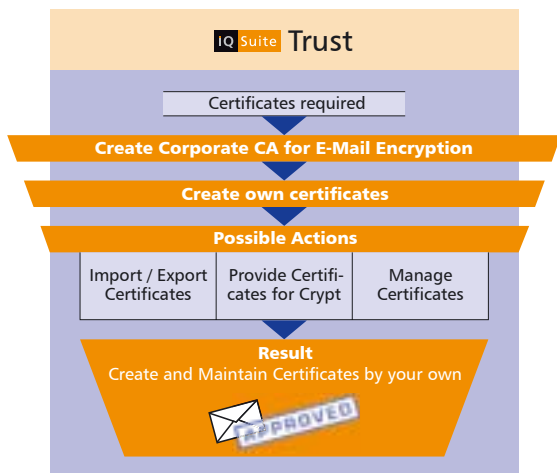 IQ Suite Trust
Certificates required
Create Corporate CA for E-Mail Encryption
Create own certificates
Possible Actions
Import / Export
Certificates
Provide Certifi-
cates for Crypt
Manage
Certificates
Result
Create and Maintain Certificates by your own
APPROVED